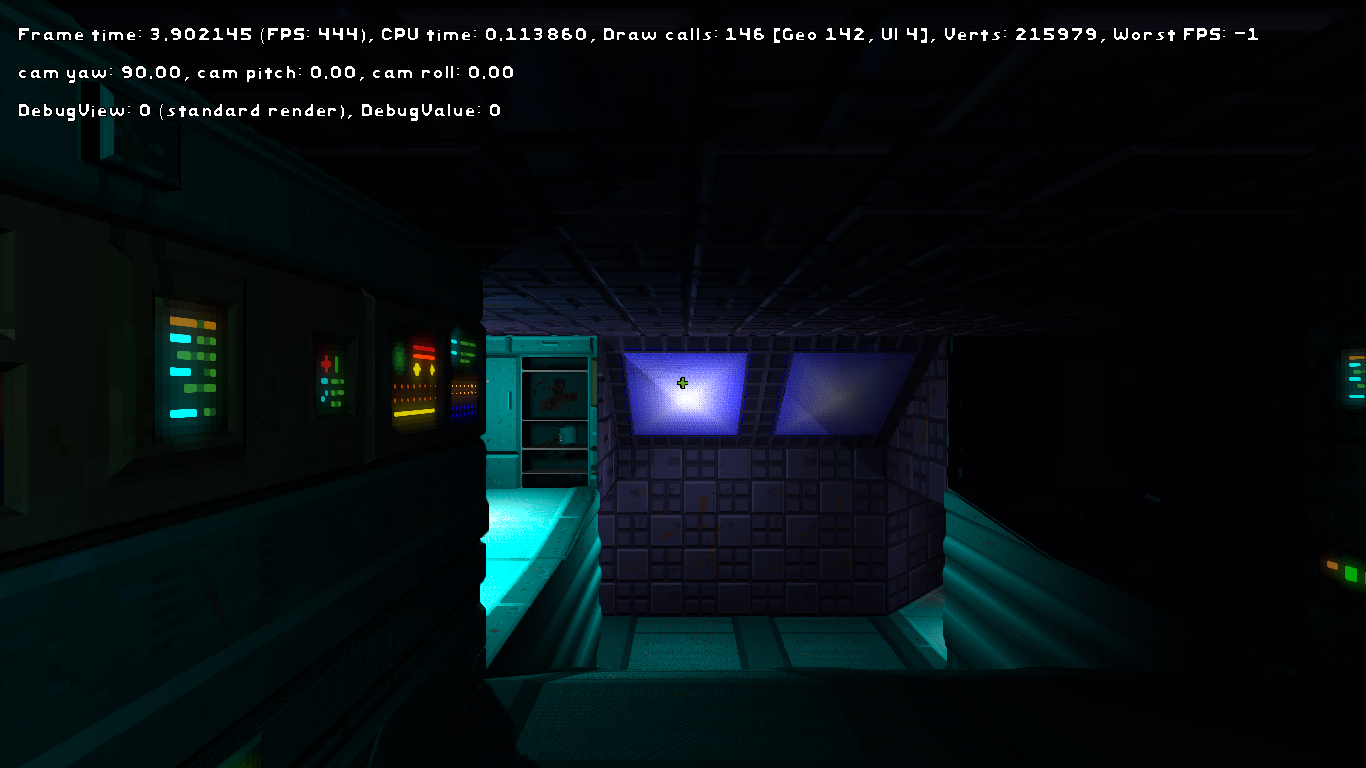 Frame time: 3.902145 (FPS: 444), CPU time: 0.113860, Draw calls: 146 [Geo 142, UI 4], Verts: 215979, Worst FPS: -1
cam yaw: 90.00, cam pitch: 0.00, cam roll: 0.00
DebugView: 0 (standard render), DebugValue: 0